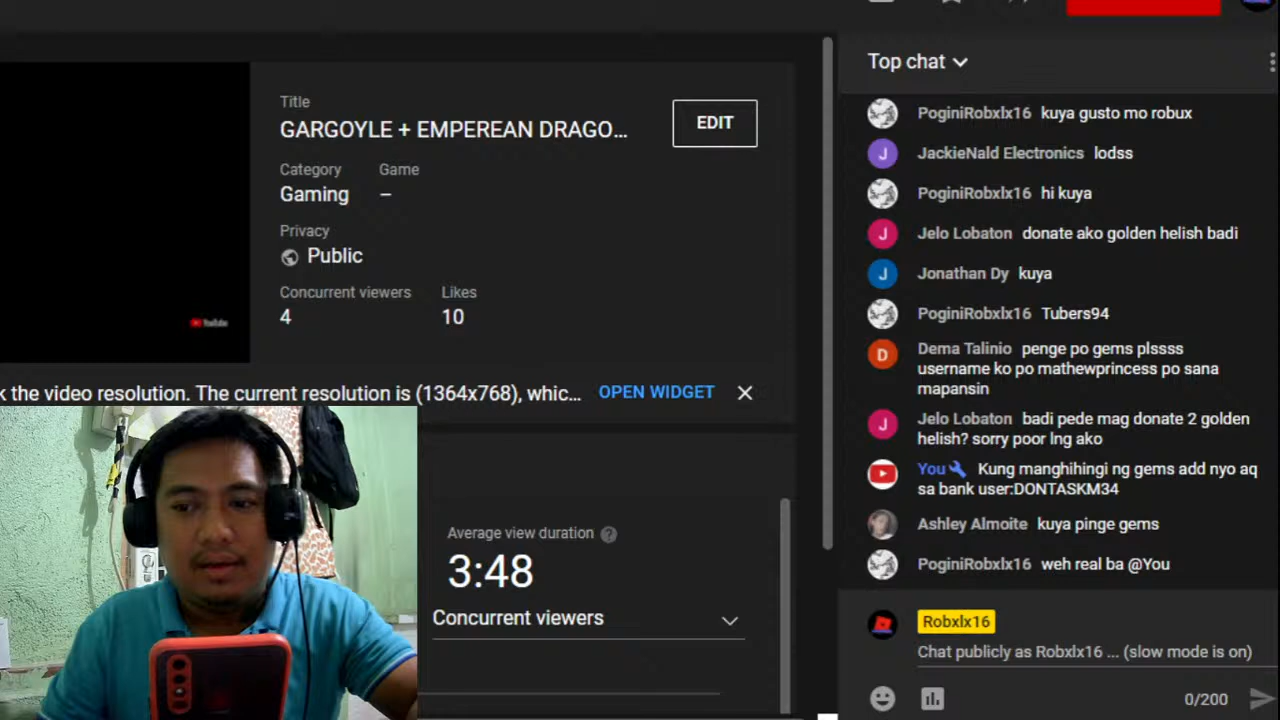 Title
GARGOYLE + EMPEREAN DRAGO...
EDIT
Category
Game
Gaming
–
Privacy
Public
Concurrent viewers
Likes
4
10
k the video resolution. The current resolution is (1364x768), whic...
OPEN WIDGET
Average view duration
3:48
Concurrent viewers
Top chat
PoginiRobxlx16 kuya gusto mo robux
J
JackieNald Electronics lodss
PoginiRobxlx16 hi kuya
J
Jelo Lobaton donate ako golden helish badi
J
Jonathan Dy kuya
PoginiRobxlx16 Tubers94
D
Dema Talinio penge po gems plssss
username ko po mathewprincess po sana
mapansin
J
Jelo Lobaton badi pede mag donate 2 golden
helish? sorry poor lng ako
You Kung manghihingi ng gems add nyo aq
sa bank user:DONTASKM34
Ashley Almoite kuya pinge gems
PoginiRobxlx16 weh real ba @You
Robxlx16
Chat publicly as Robxlx16 ... (slow mode is on)
0/200
YouTube